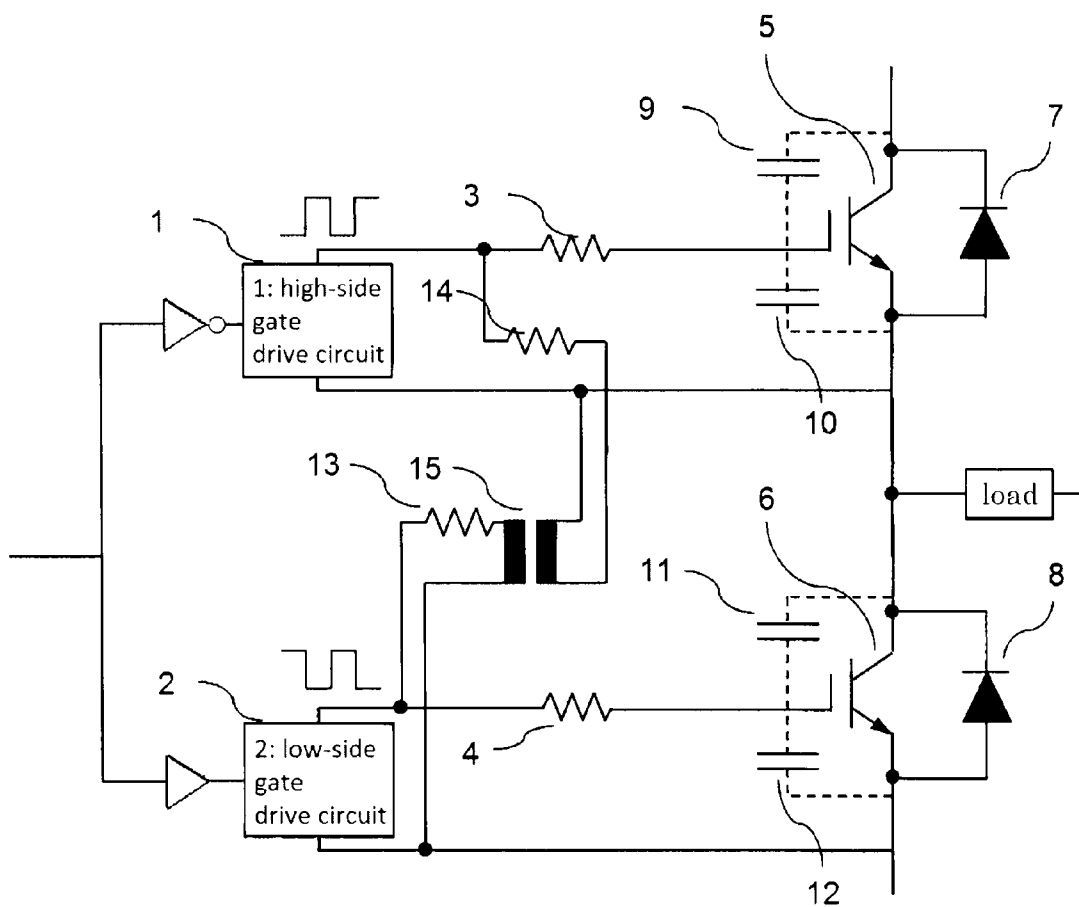 5
9
7
3
1
1: high-side
gate
drive circuit
14
10
13
15
load
6
11
8
2
2: low-side
gate
drive circuit
4
12